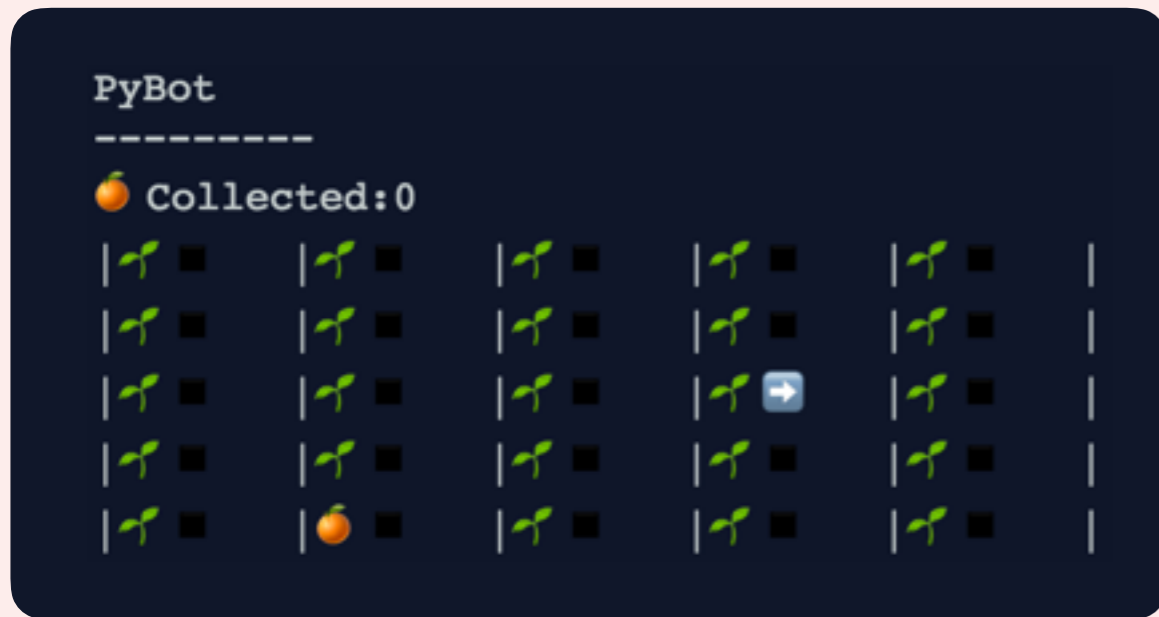 PyBot
---------
🍊 Collected:0
|🌱◾ |🌱◾ |🌱◾ |🌱◾ |🌱◾ |
|🌱◾ |🌱◾ |🌱◾ |🌱◾ |🌱◾ |
|🌱◾ |🌱◾ |🌱◾ |🌱➡️ |🌱◾ |
|🌱◾ |🌱◾ |🌱◾ |🌱◾ |🌱◾ |
|🌱◾ |🍊◾ |🌱◾ |🌱◾ |🌱◾ |